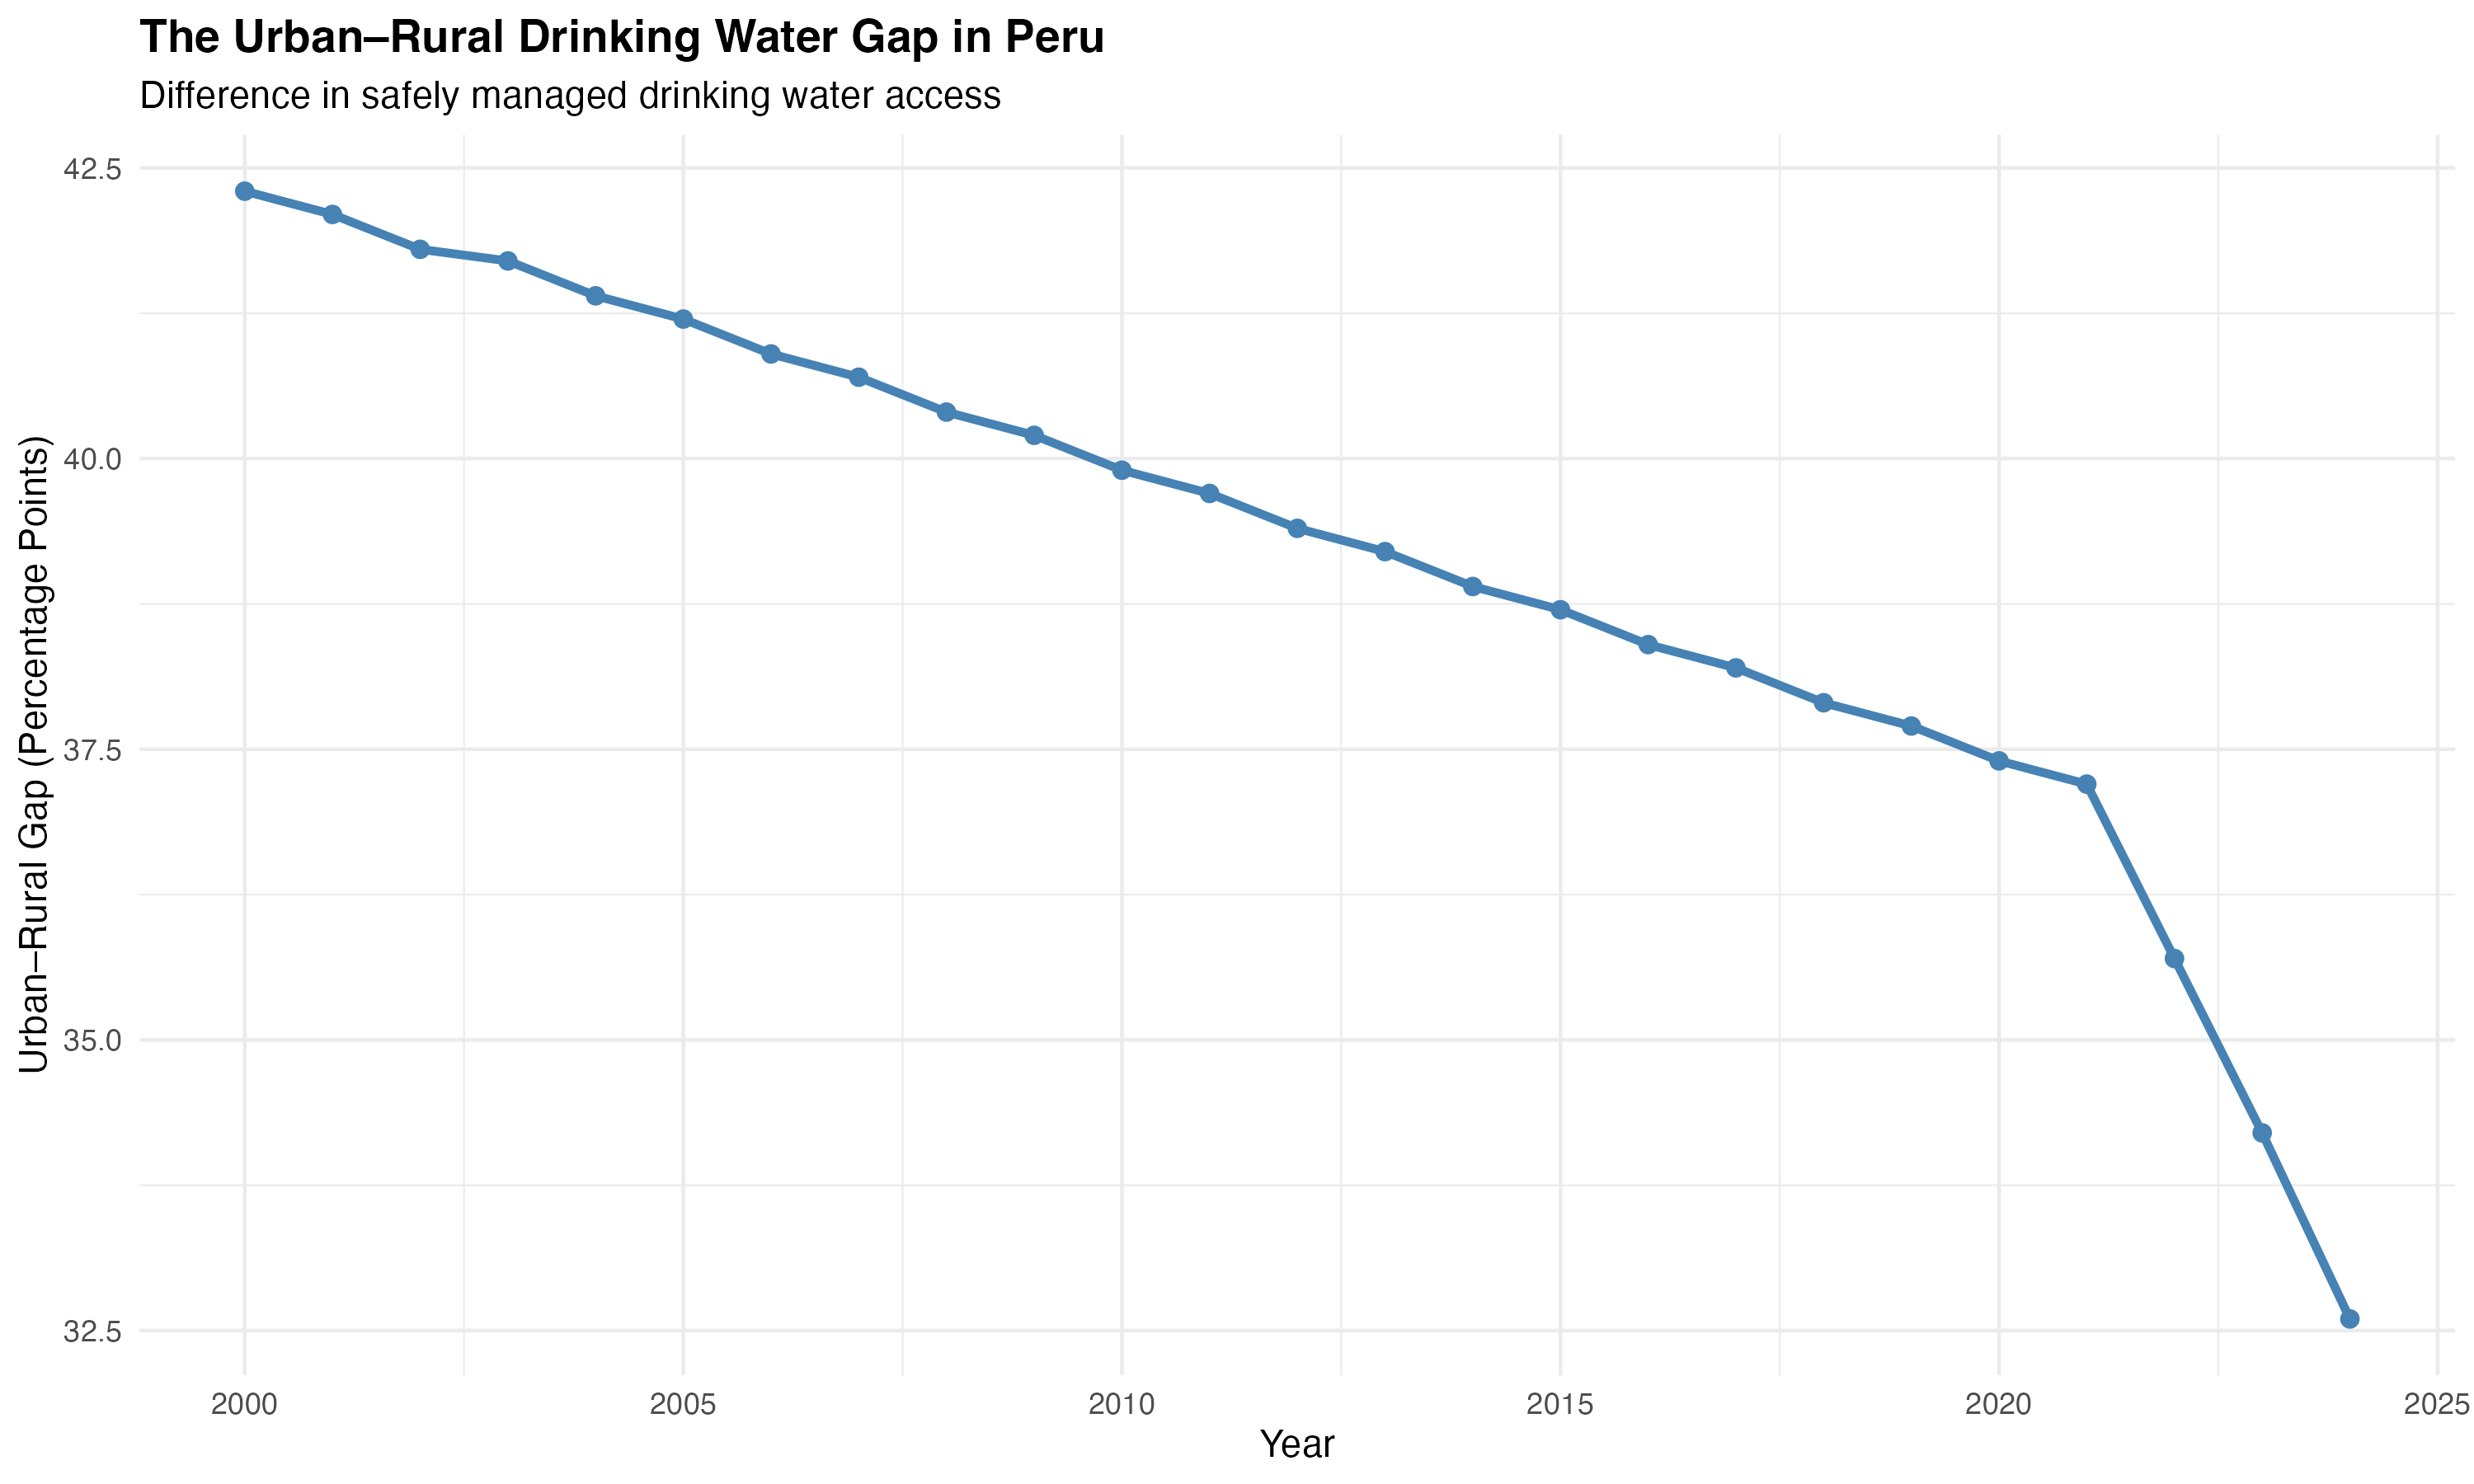 The Urban–Rural Drinking Water Gap in Peru
Difference in safely managed drinking water access
Urban–Rural Gap (Percentage Points)
42.5
40.0
37.5
35.0
32.5
2000 2005 2010 2015 2020 2025
Year